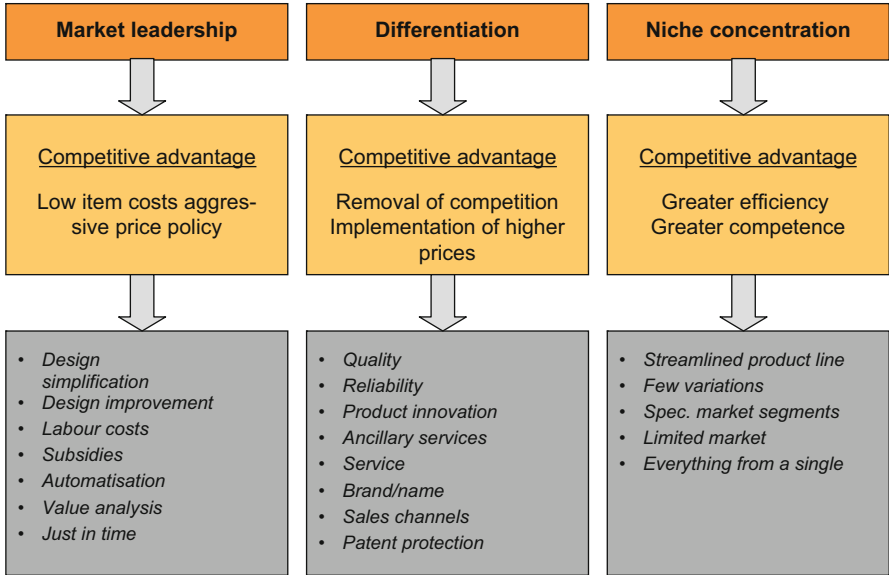 Market leadership
Competitive advantage
Low item costs aggres-
sive price policy
• Design
simplification
• Design improvement
• Labour costs
• Subsidies
• Automatisation
• Value analysis
• Just in time
Differentiation
Competitive advantage
Removal of competition
Implementation of higher
prices
• Quality
• Reliability
• Product innovation
• Ancillary services
• Service
• Brand/name
• Sales channels
• Patent protection
Niche concentration
Competitive advantage
Greater efficiency
Greater competence
• Streamlined product line
• Few variations
• Spec. market segments
• Limited market
• Everything from a single